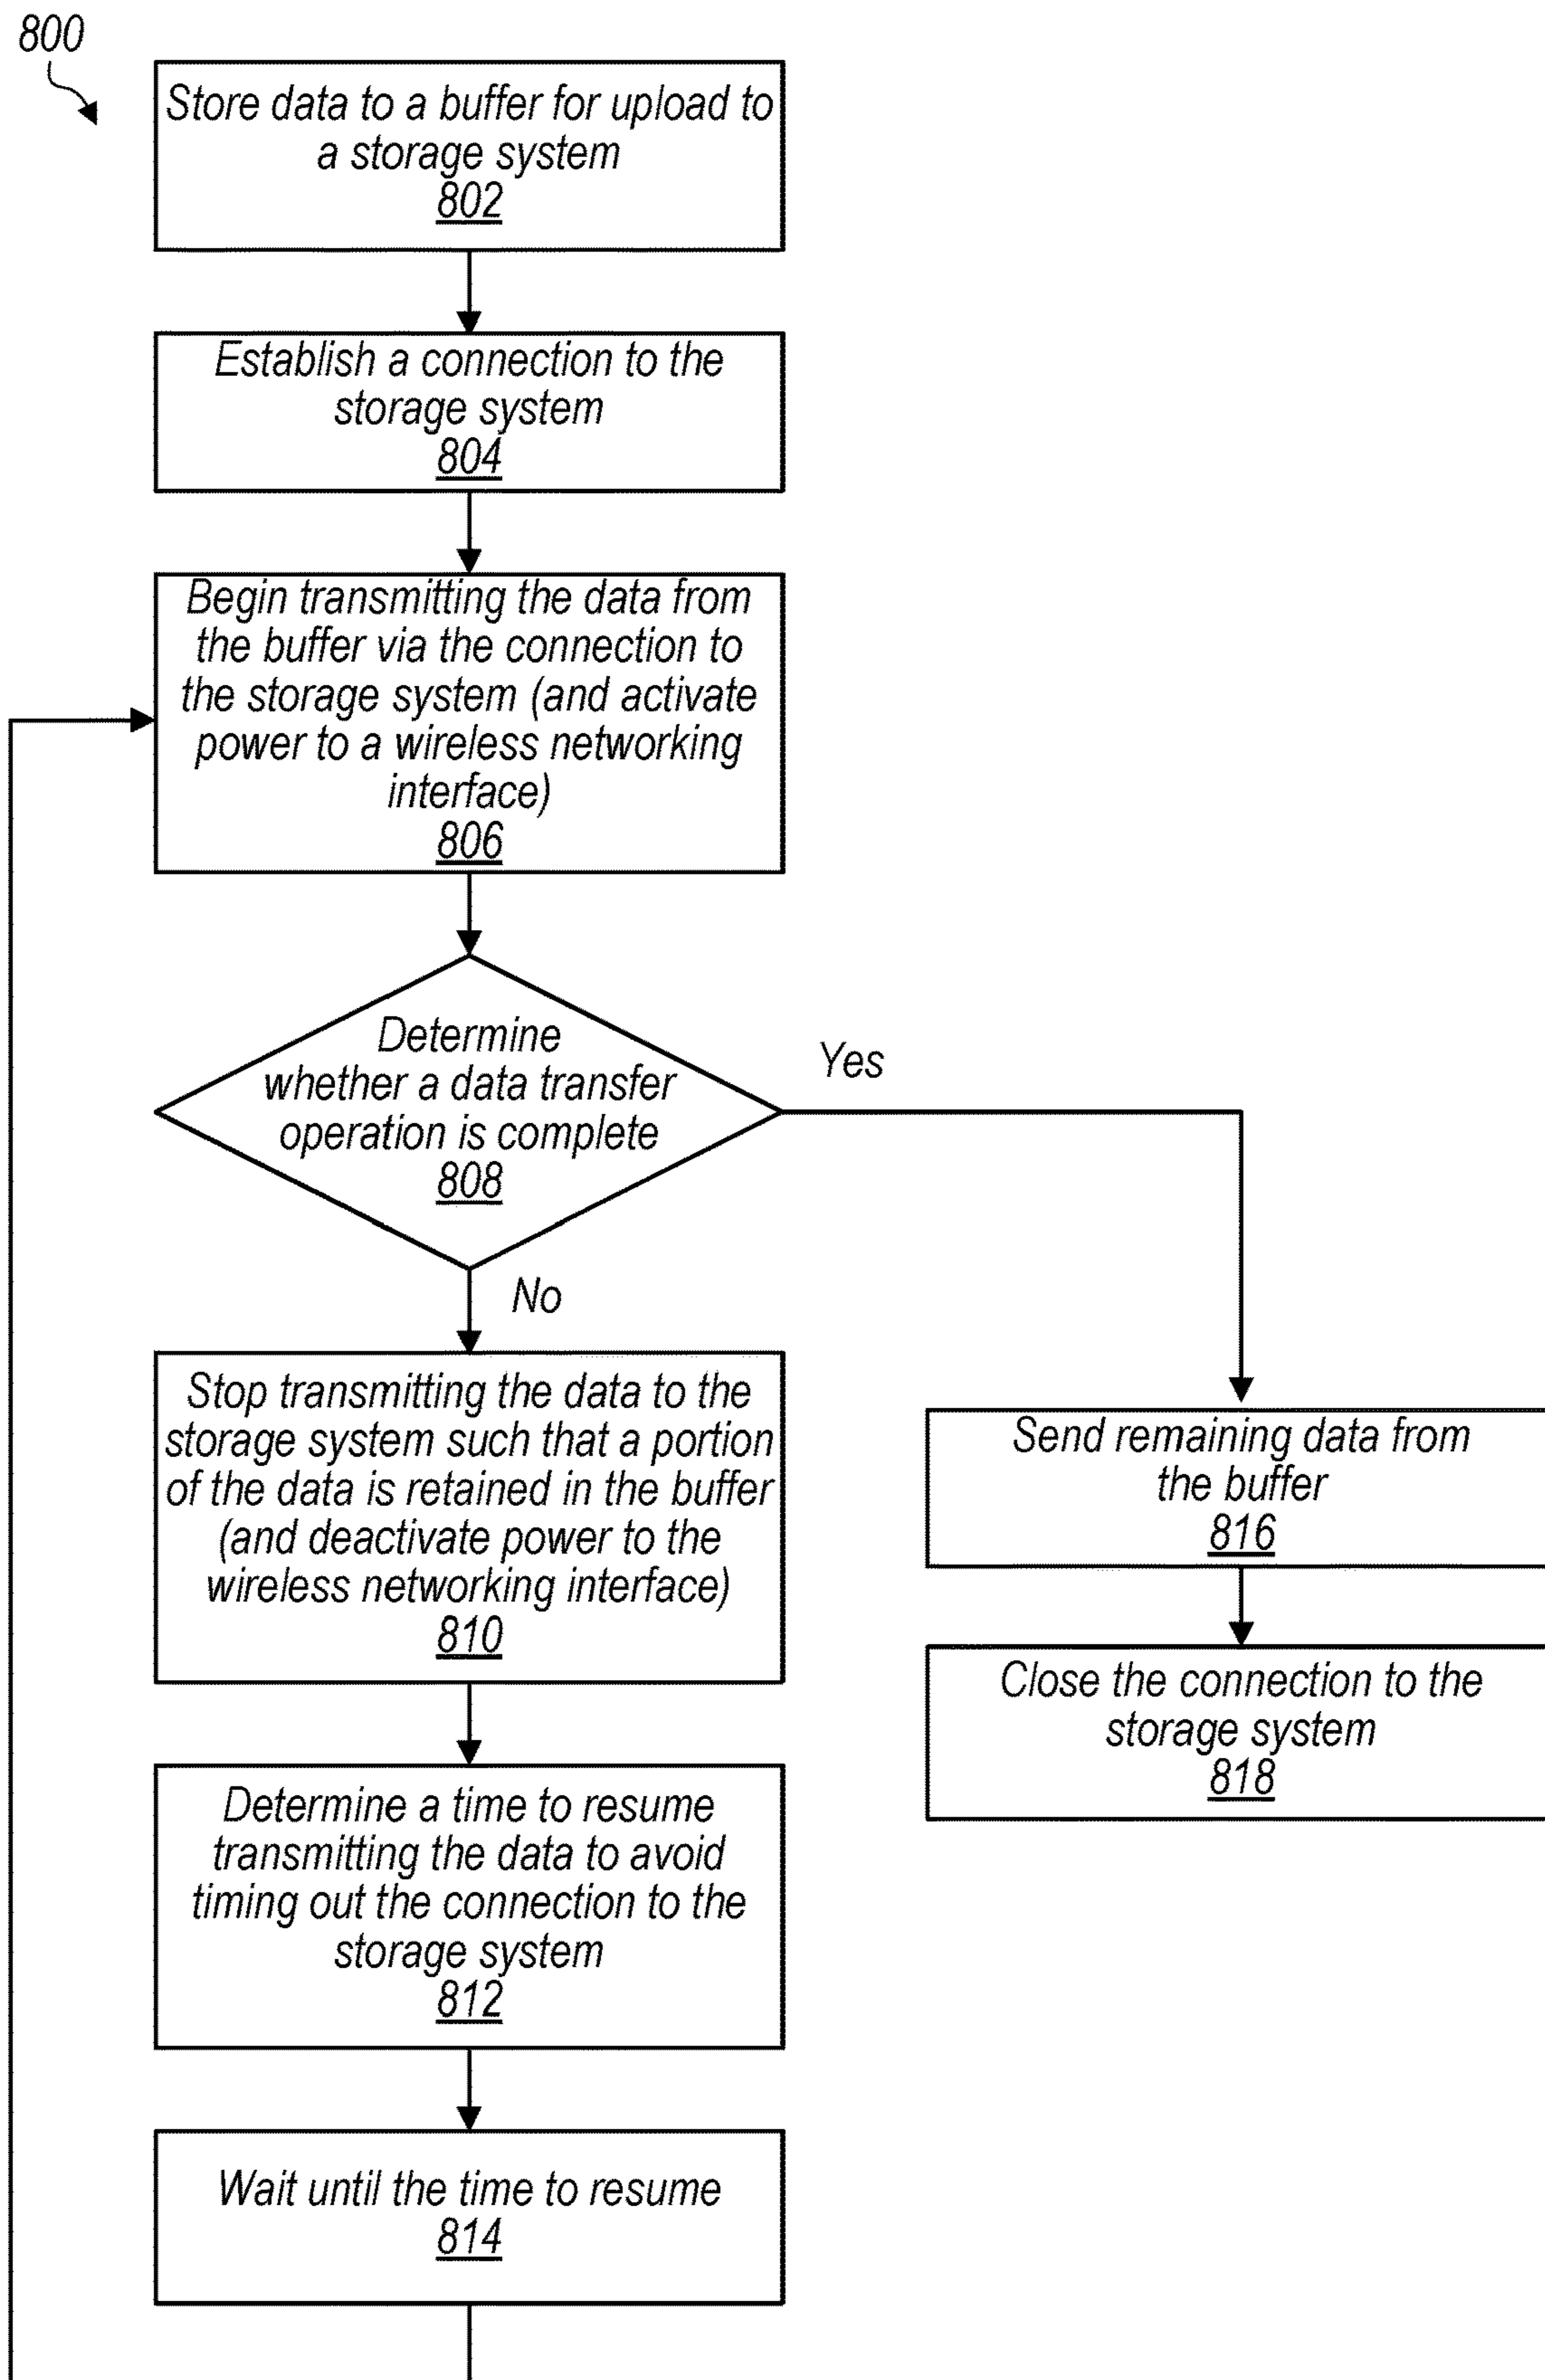 800
Store data to a buffer for upload to
a storage system
802
Establish a connection to the
storage system
804
Begin transmitting the data from
the buffer via the connection to
the storage system (and activate
power to a wireless networking
interface)
806
Determine
whether a data transfer
operation is complete
808
Yes
No
Stop transmitting the data to the
storage system such that a portion
of the data is retained in the buffer
(and deactivate power to the
wireless networking interface)
810
Determine a time to resume
transmitting the data to avoid
timing out the connection to the
storage system
812
Wait until the time to resume
814
Send remaining data from
the buffer
816
Close the connection to the
storage system
818